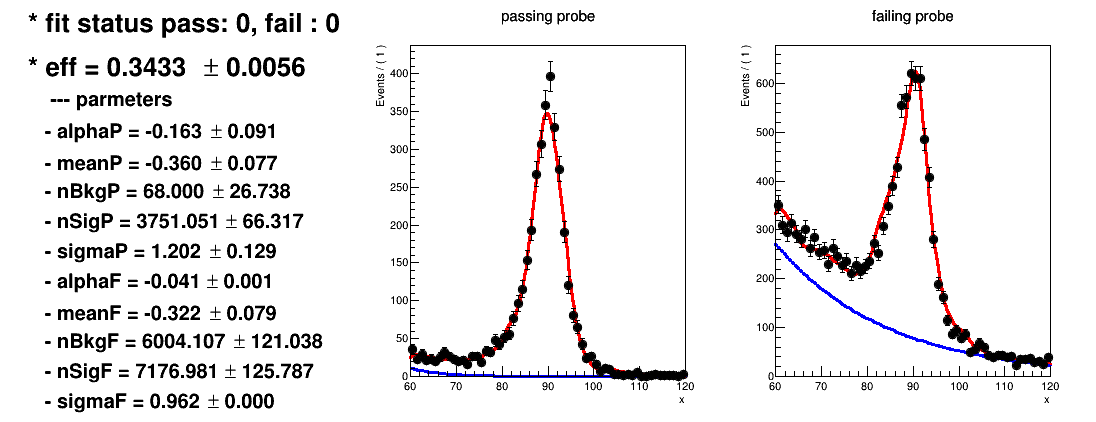 * fit status pass: 0, fail : 0
* eff = 0.3433 ± 0.0056
--- parmeters
- alphaP = -0.163 ± 0.091
- meanP = -0.360 ± 0.077
- nBkgP = 68.000 ± 26.738
- nSigP = 3751.051 ± 66.317
- sigmaP = 1.202 ± 0.129
- alphaF = -0.041 ± 0.001
- meanF = -0.322 ± 0.079
- nBkgF = 6004.107 ± 121.038
- nSigF = 7176.981 ± 125.787
- sigmaF = 0.962 ± 0.000
passing probe
Events / ( 1 )
400
350
300
250
200
150
100
50
0
60 70 80 90 100 110 120
x
failing probe
Events / ( 1 )
600
500
400
300
200
100
0
60 70 80 90 100 110 120
x